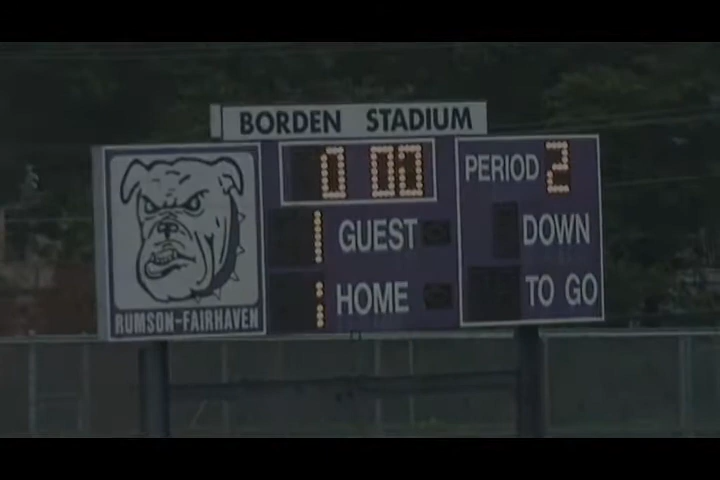 BORDEN STADIUM
0 00 PERIOD 2
1 GUEST DOWN
1 HOME TO GO
RUMSON-FAIRHAVEN